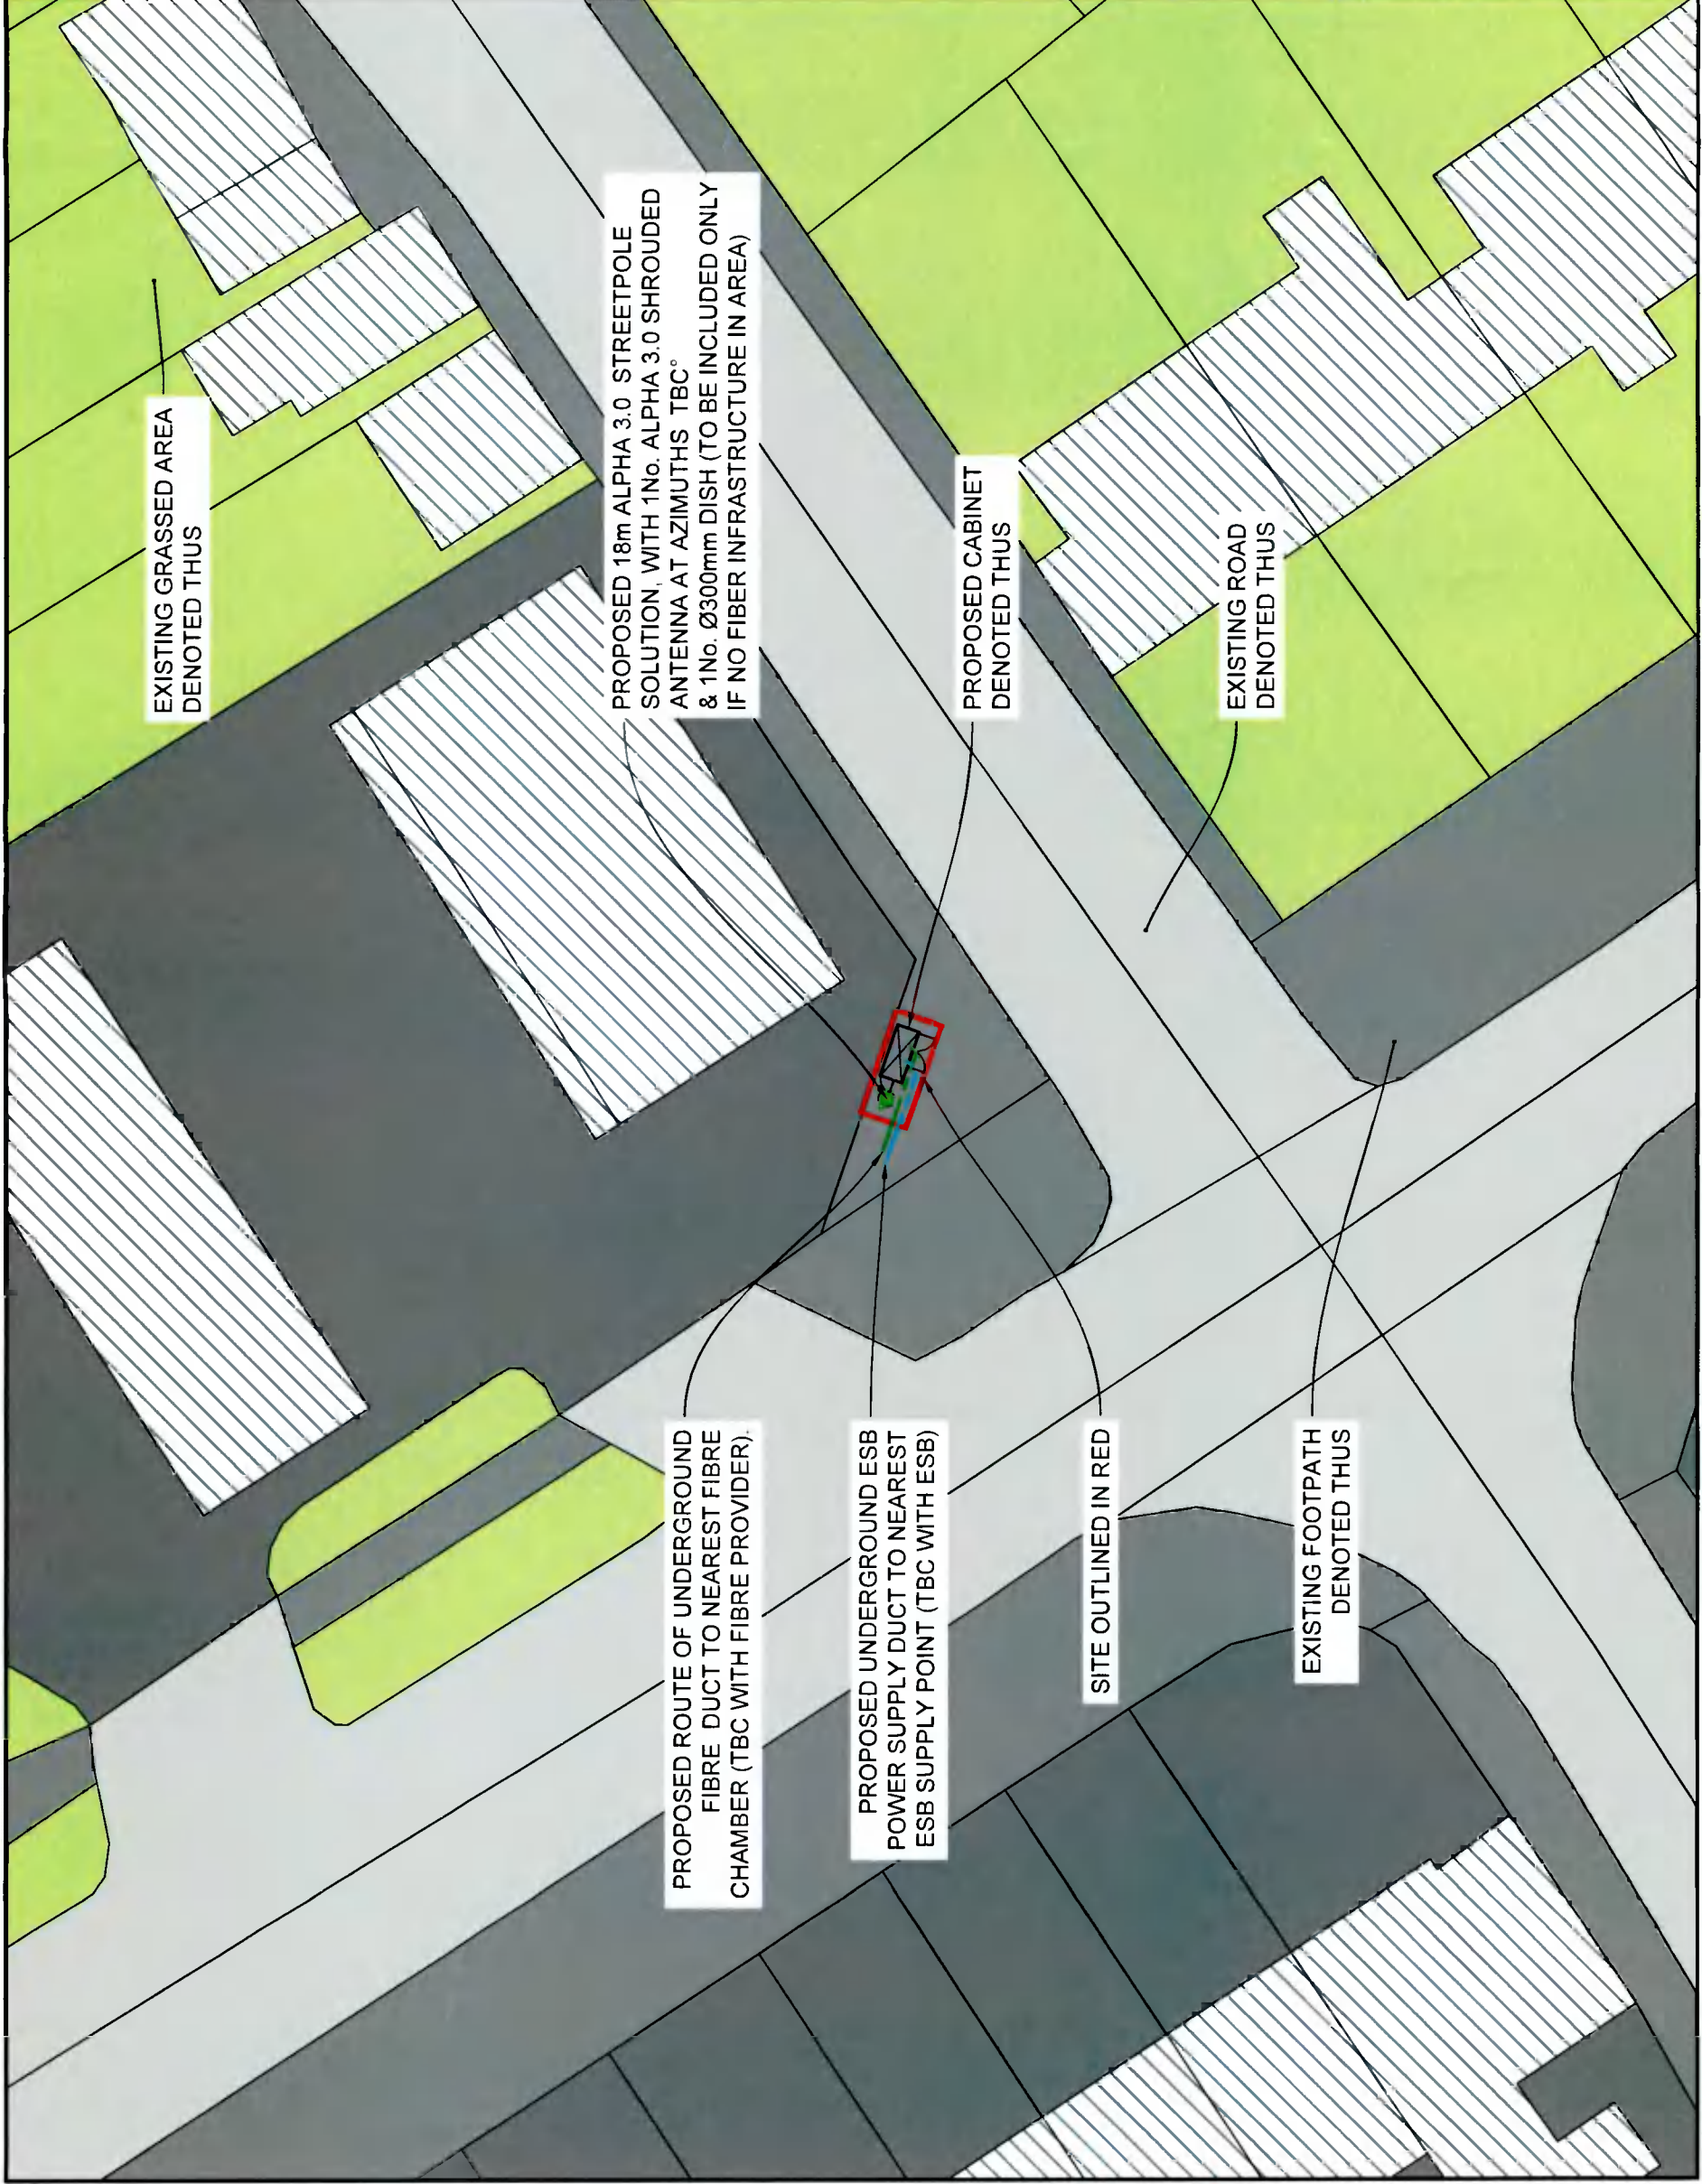 EXISTING GRASSED AREA
DENOTED THUS
PROPOSED 18m ALPHA 3.0 STREETPOLE
SOLUTION, WITH 1No. ALPHA 3.0 SHROUDED
ANTENNA AT AZIMUTHS TBC°
& 1No. Ø300mm DISH (TO BE INCLUDED ONLY
IF NO FIBER INFRASTRUCTURE IN AREA)
PROPOSED CABINET
DENOTED THUS
EXISTING ROAD
DENOTED THUS
PROPOSED ROUTE OF UNDERGROUND
FIBRE DUCT TO NEAREST FIBRE
CHAMBER (TBC WITH FIBRE PROVIDER).
PROPOSED UNDERGROUND ESB
POWER SUPPLY DUCT TO NEAREST
ESB SUPPLY POINT (TBC WITH ESB)
SITE OUTLINED IN RED
EXISTING FOOTPATH
DENOTED THUS